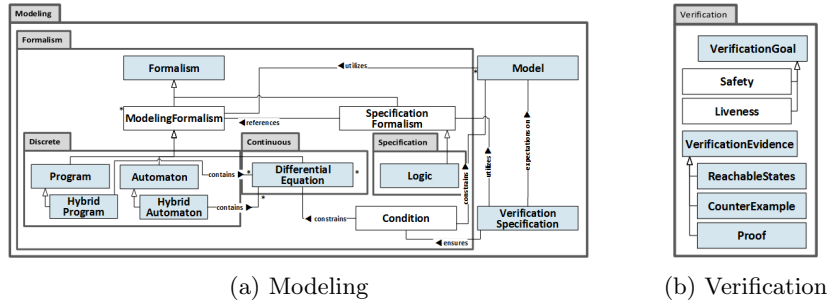 Modeling
Formalism
Formalism
Model
◀utilizes
*
*
ModelingFormalism
◀references
Specification
Formalism
Discrete
Continuous
Specification
Program
Automaton
contains ▶
*
Differential
Equation
*
Logic
Hybrid
Program
Hybrid
Automaton
contains ▶
*
◀constrains
Condition
◀ensures
constrains ▶
utilizes ▶
expectations on ▶
Verification
Specification
(a) Modeling
Verification
VerificationGoal
Safety
Liveness
VerificationEvidence
ReachableStates
CounterExample
Proof
(b) Verification